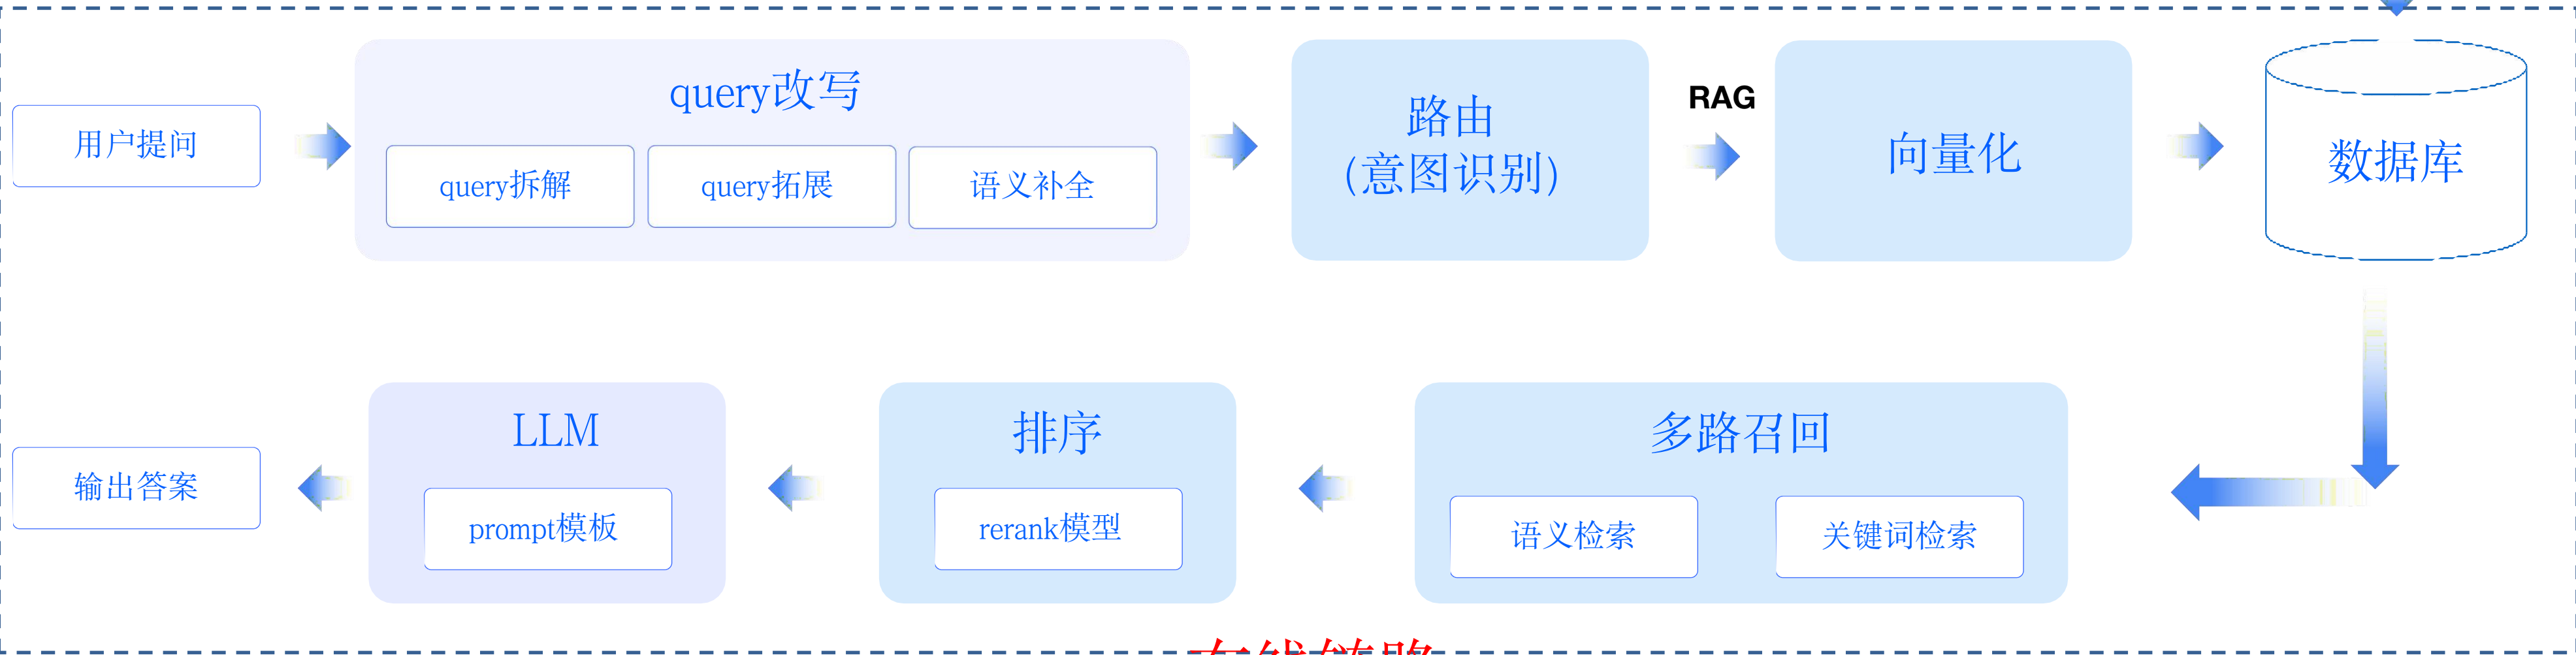 用户提问
query改写
query拆解
query拓展
语义补全
路由
(意图识别)
RAG
向量化
数据库
多路召回
语义检索
关键词检索
排序
rerank模型
LLM
prompt模板
输出答案